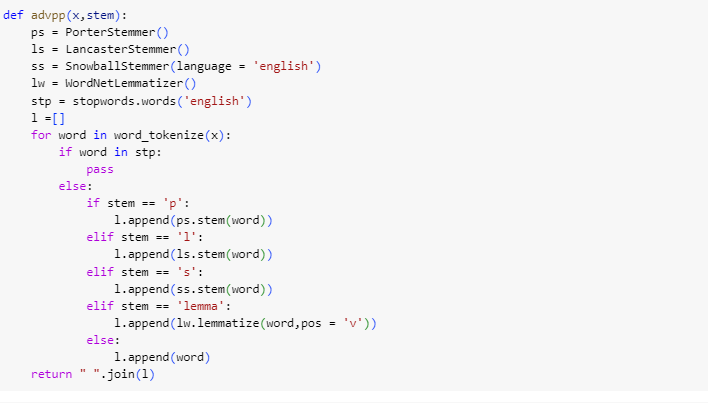 def advpp(x,stem):
    ps = PorterStemmer()
    ls = LancasterStemmer()
    ss = SnowballStemmer(language = 'english')
    lw = WordNetLemmatizer()
    stp = stopwords.words('english')
    l =[]
    for word in word_tokenize(x):
        if word in stp:
            pass
        else:
            if stem == 'p':
                l.append(ps.stem(word))
            elif stem == 'l':
                l.append(ls.stem(word))
            elif stem == 's':
                l.append(ss.stem(word))
            elif stem == 'lemma':
                l.append(lw.lemmatize(word,pos = 'v'))
            else:
                l.append(word)
    return " ".join(l)